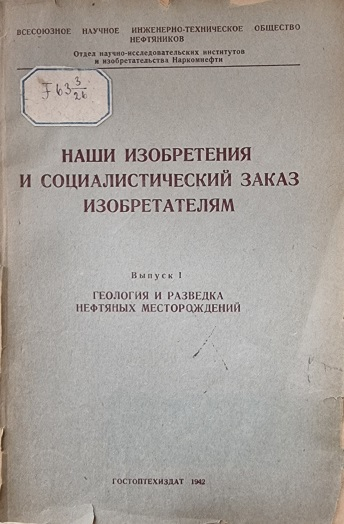 ВСЕСОЮЗНОЕ НАУЧНОЕ ИНЖЕНЕРНО-ТЕХНИЧЕСКОЕ ОБЩЕСТВО
НЕФТЯНИКОВ
Отдел научно-исследовательских институтов
и изобретательства Наркомнефти
F 63 3/26
НАШИ ИЗОБРЕТЕНИЯ
И СОЦИАЛИСТИЧЕСКИЙ ЗАКАЗ
ИЗОБРЕТАТЕЛЯМ
Выпуск I
ГЕОЛОГИЯ И РАЗВЕДКА
НЕФТЯНЫХ МЕСТОРОЖДЕНИЙ
ГОСТОПТЕХИЗДАТ 1942